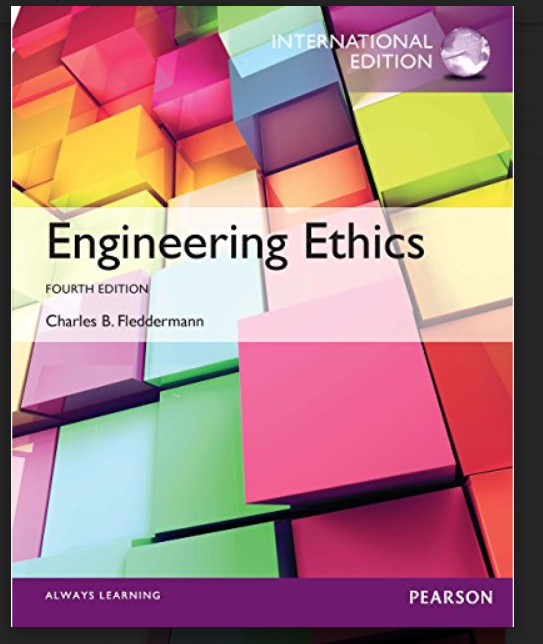 INTERNATIONAL
EDITION
Engineering Ethics
FOURTH EDITION
Charles B. Fleddermann
ALWAYS LEARNING
PEARSON